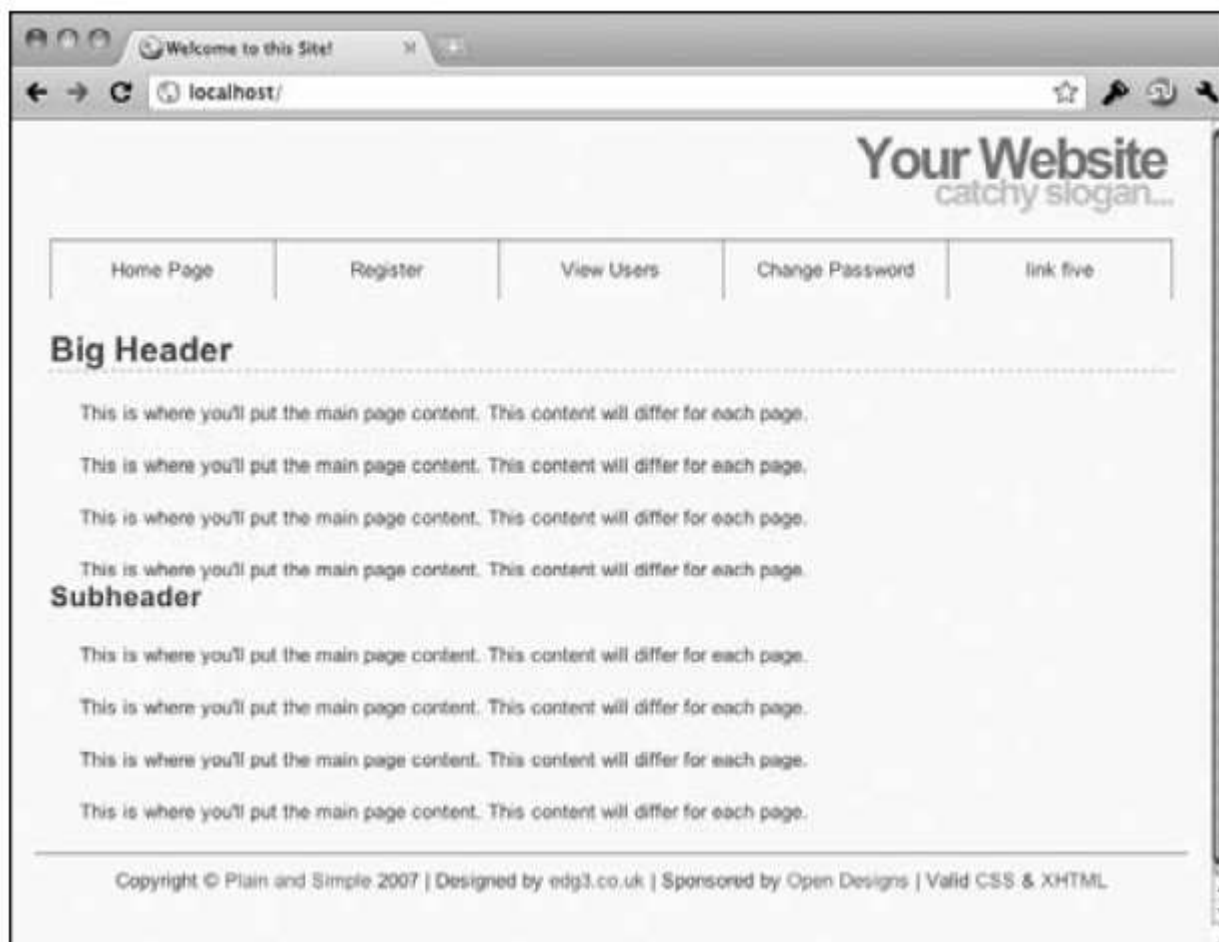 Welcome to this Site!
localhost/
Your Website
catchy slogan...
Home Page Register View Users Change Password link five
Big Header
This is where you'll put the main page content. This content will differ for each page.
This is where you'll put the main page content. This content will differ for each page.
This is where you'll put the main page content. This content will differ for each page.
This is where you'll put the main page content. This content will differ for each page.
Subheader
This is where you'll put the main page content. This content will differ for each page.
This is where you'll put the main page content. This content will differ for each page.
This is where you'll put the main page content. This content will differ for each page.
This is where you'll put the main page content. This content will differ for each page.
Copyright © Plain and Simple 2007 | Designed by edg3.co.uk | Sponsored by Open Designs | Valid CSS & XHTML